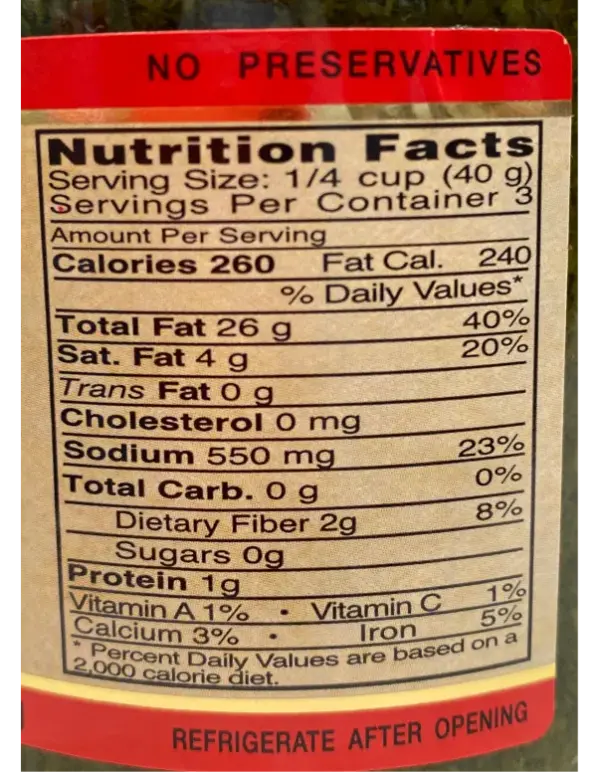 NO PRESERVATIVES
Nutrition Facts
Serving Size: 1/4 cup (40 g)
Servings Per Container 3
Amount Per Serving
Calories 260 Fat Cal. 240
% Daily Values*
Total Fat 26 g 40%
Sat. Fat 4 g 20%
Trans Fat 0 g
Cholesterol 0 mg
Sodium 550 mg 23%
Total Carb. 0 g 0%
Dietary Fiber 2g 8%
Sugars 0g
Protein 1g
Vitamin A 1% • Vitamin C 1%
Calcium 3% • Iron 5%
* Percent Daily Values are based on a
2,000 calorie diet.
REFRIGERATE AFTER OPENING